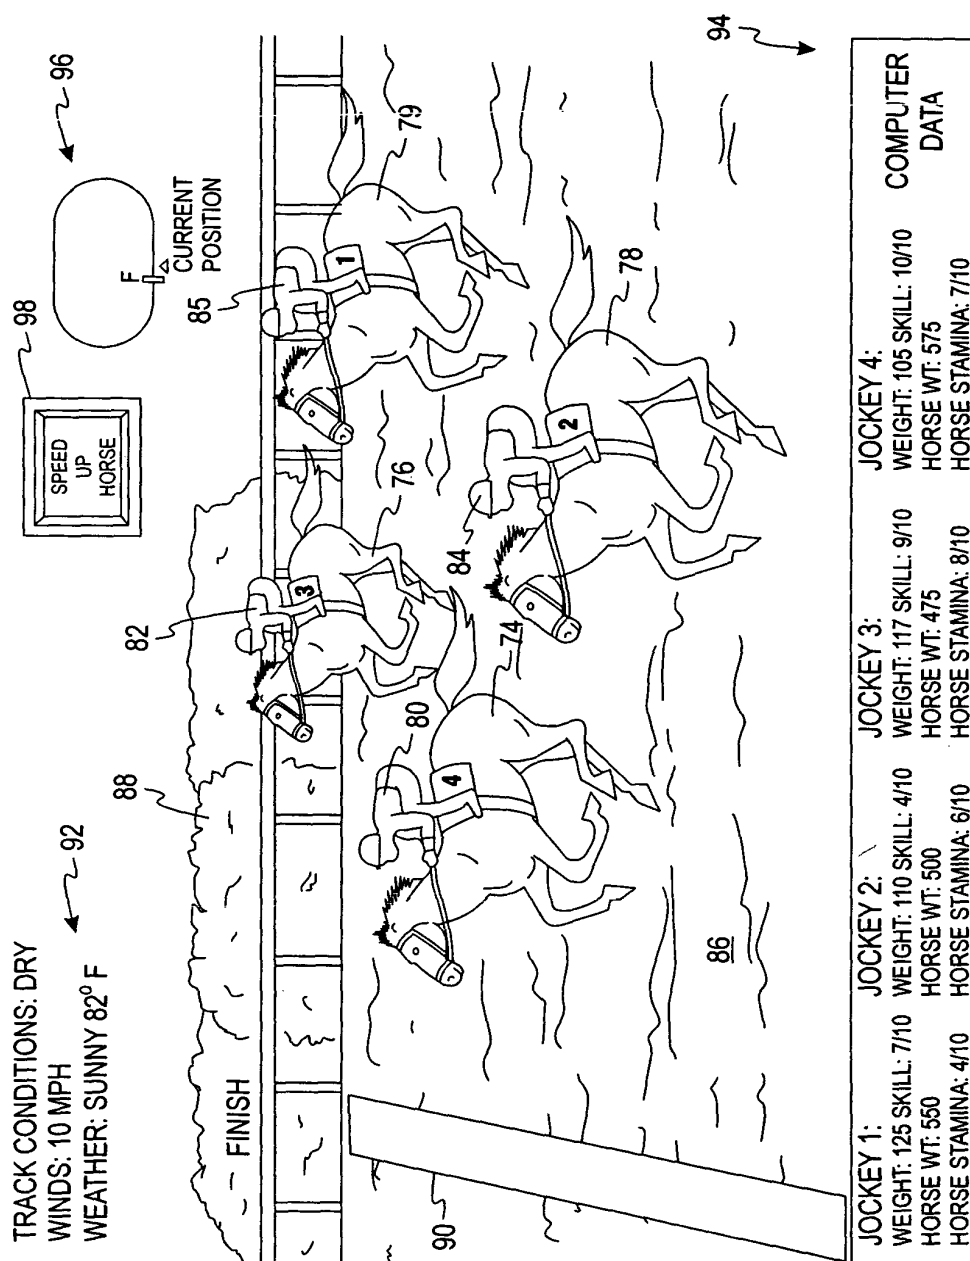 TRACK CONDITIONS: DRY
WINDS: 10 MPH
WEATHER: SUNNY 82⁰ F
92
88
98
SPEED
UP
HORSE
96
F
CURRENT
POSITION
FINISH
82
85
3
1
79
76
80
4
74
84
2
78
90
86
94
JOCKEY 1:
WEIGHT: 125 SKILL: 7/10
HORSE WT: 550
HORSE STAMINA: 4/10
JOCKEY 2:
WEIGHT: 110 SKILL: 4/10
HORSE WT: 500
HORSE STAMINA: 6/10
JOCKEY 3:
WEIGHT: 117 SKILL: 9/10
HORSE WT: 475
HORSE STAMINA: 8/10
JOCKEY 4:
WEIGHT: 105 SKILL: 10/10
HORSE WT: 575
HORSE STAMINA: 7/10
COMPUTER
DATA